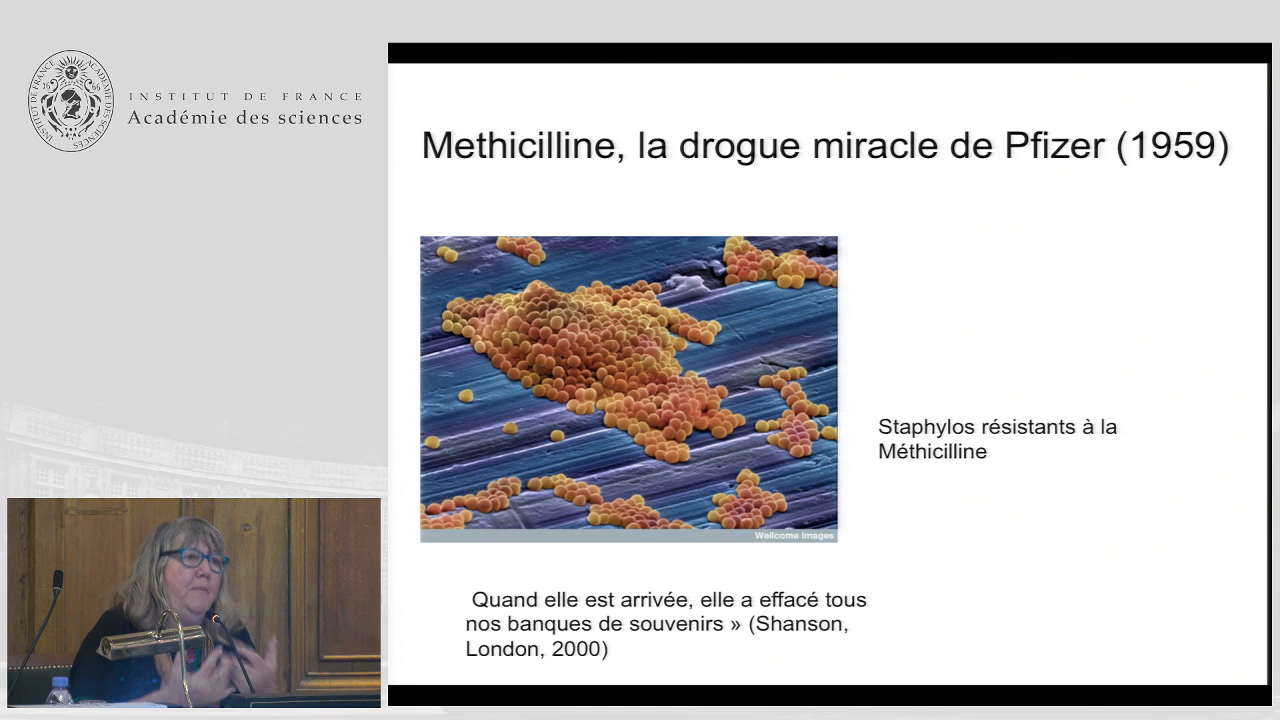 INSTITUT DE FRANCE
Académie des sciences
Methicilline, la drogue miracle de Pfizer (1959)
Staphylos résistants à la
Méthicilline
Wellcome Images
Quand elle est arrivée, elle a effacé tous
nos banques de souvenirs » (Shanson,
London, 2000)